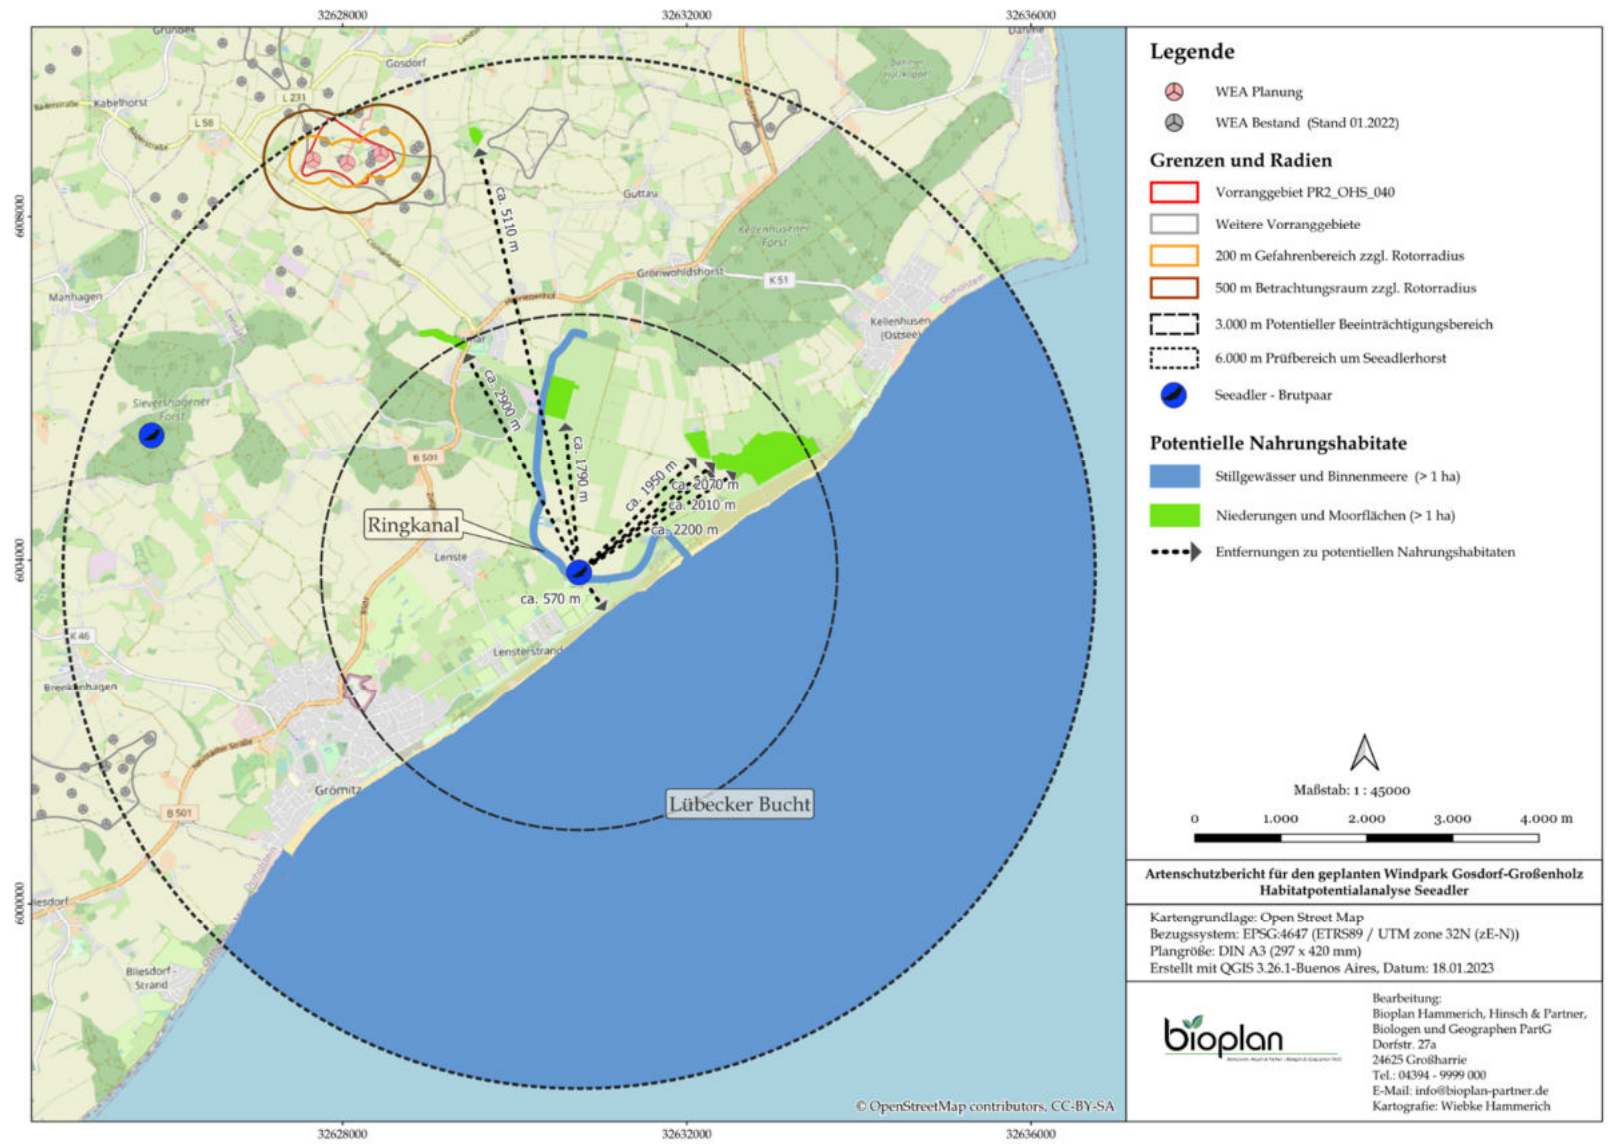 32628000
32632000
32636000
Grundek
Gosdorf
Dahme
Dahmer
Holzkoppel
L 231
Kabelhorst
L 58
Guttau
6008000
ca. 5110 m
Kellenhusener
Forst
Grönwohldshorst
K 51
Manhagen
Kellenhusen
(Ostsee)
ca. 2900 m
Sievershagener
Forst
B 501
ca. 1790 m
ca. 1950 m
ca. 2070 m
ca. 2010 m
ca. 2200 m
Ringkanal
Lenste
6004000
ca. 570 m
K 46
Lensterstrand
Brenkenhagen
Grömitz
Lübecker Bucht
B 501
6000000
Bliesdorf
Strand
© OpenStreetMap contributors, CC-BY-SA
32628000
32632000
32636000
Legende
WEA Planung
WEA Bestand (Stand 01.2022)
Grenzen und Radien
Vorranggebiet PR2_OHS_040
Weitere Vorranggebiete
200 m Gefahrenbereich zzgl. Rotorradius
500 m Betrachtungsraum zzgl. Rotorradius
3.000 m Potentieller Beeinträchtigungsbereich
6.000 m Prüfbereich um Seeadlerhorst
Seeadler - Brutpaar
Potentielle Nahrungshabitate
Stillgewässer und Binnenmeere (> 1 ha)
Niederungen und Moorflächen (> 1 ha)
Entfernungen zu potentiellen Nahrungshabitaten
Maßstab: 1 : 45000
0 1.000 2.000 3.000 4.000 m
Artenschutzbericht für den geplanten Windpark Gosdorf-Großenholz
Habitatpotentialanalyse Seeadler
Kartengrundlage: Open Street Map
Bezugssystem: EPSG:4647 (ETRS89 / UTM zone 32N (zE-N))
Plangröße: DIN A3 (297 x 420 mm)
Erstellt mit QGIS 3.26.1-Buenos Aires, Datum: 18.01.2023
bioplan
Bearbeitung:
Bioplan Hammerich, Hinsch & Partner,
Biologen und Geographen PartG
Dorfstr. 27a
24625 Großharrie
Tel.: 04394 - 9999 000
E-Mail: info@bioplan-partner.de
Kartografie: Wiebke Hammerich